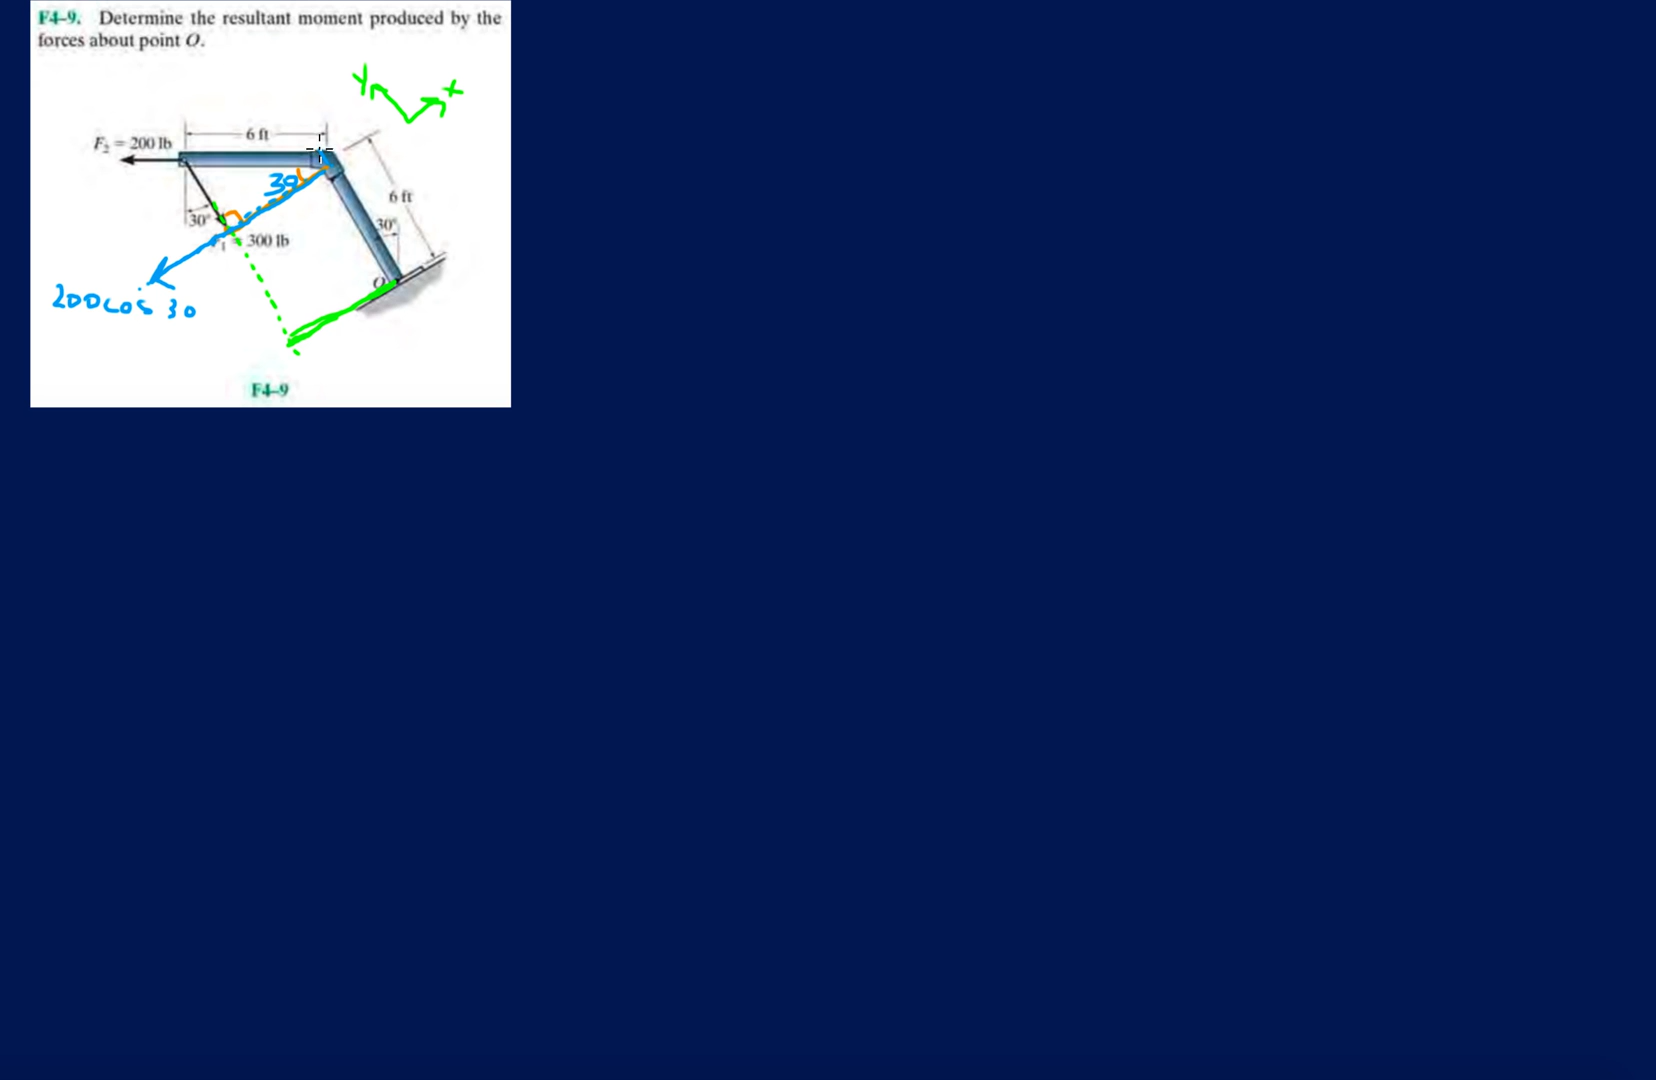 F4–9. Determine the resultant moment produced by the
forces about point O.
Y
x
6 ft
F₂ = 200 lb
30
6 ft
30°
30°
F₁ = 300 lb
O
200cos 30
F4–9